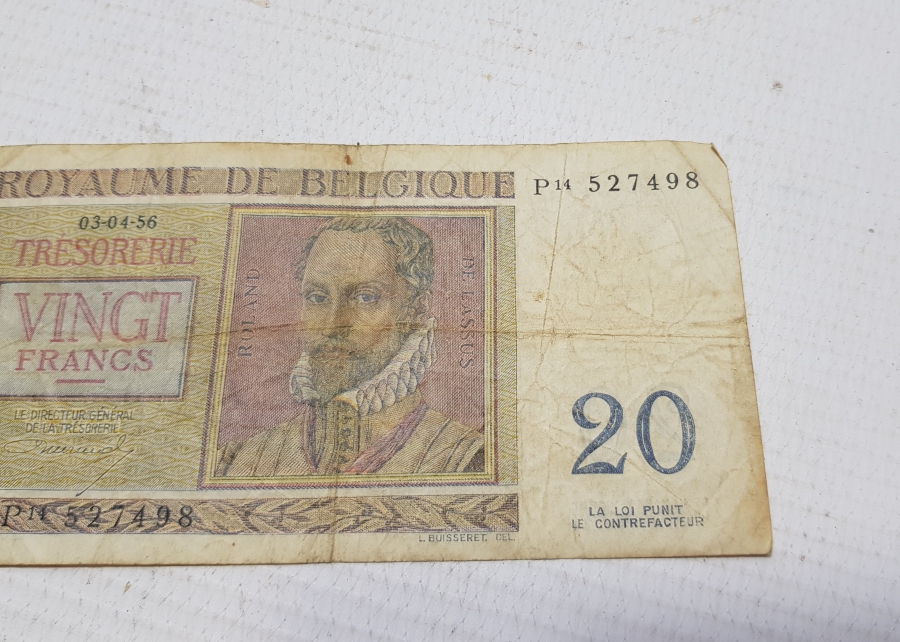 ROYAUME DE BELGIQUE
P14 527498
03-04-56
TRÉSORERIE
VINGT
FRANCS
LE DIRECTEUR GÉNÉRAL
DE LA TRÉSORERIE
ROLAND
DE LASSUS
20
P14 527498
LA LOI PUNIT
LE CONTREFACTEUR
L. BUISSERET. DEL.